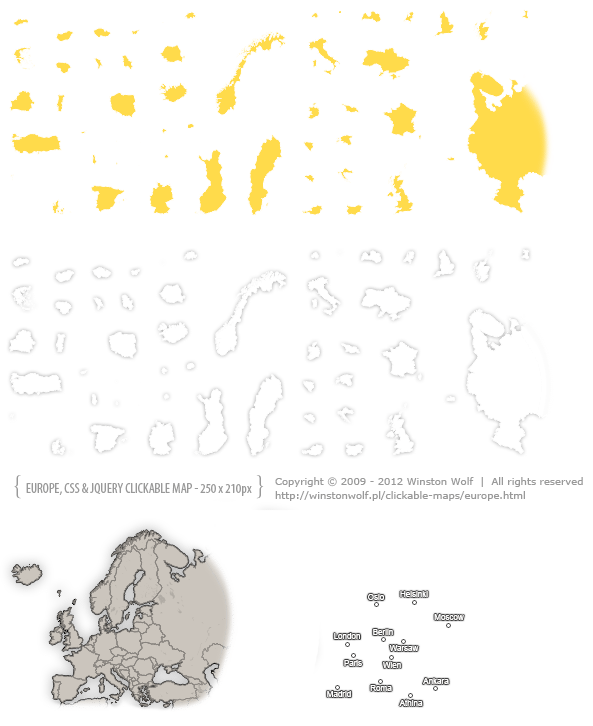 { EUROPE, CSS & JQUERY CLICKABLE MAP - 250 x 210px }
Copyright © 2009 - 2012 Winston Wolf | All rights reserved
http://winstonwolf.pl/clickable-maps/europe.html
Oslo
Helsinki
Moscow
London
Berlin
Warsaw
Paris
Wien
Madrid
Roma
Ankara
Athina